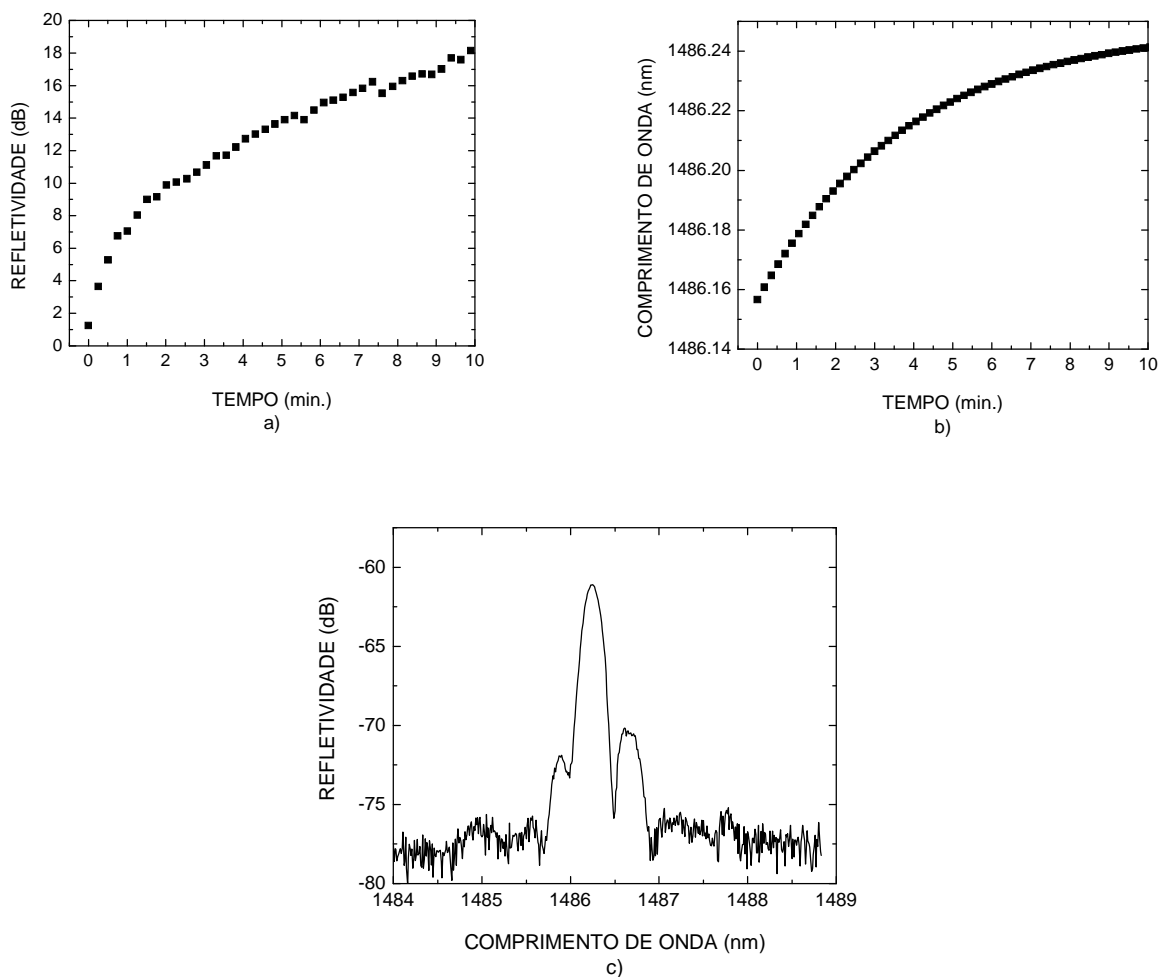 20
18
16
14
12
10
8
6
4
2
0
REFLETIVIDADE (dB)
0 1 2 3 4 5 6 7 8 9 10
TEMPO (min.)
a)
1486.24
1486.22
1486.20
1486.18
1486.16
1486.14
COMPRIMENTO DE ONDA (nm)
0 1 2 3 4 5 6 7 8 9 10
TEMPO (min.)
b)
-60
-65
-70
-75
-80
REFLETIVIDADE (dB)
1484 1485 1486 1487 1488 1489
COMPRIMENTO DE ONDA (nm)
c)